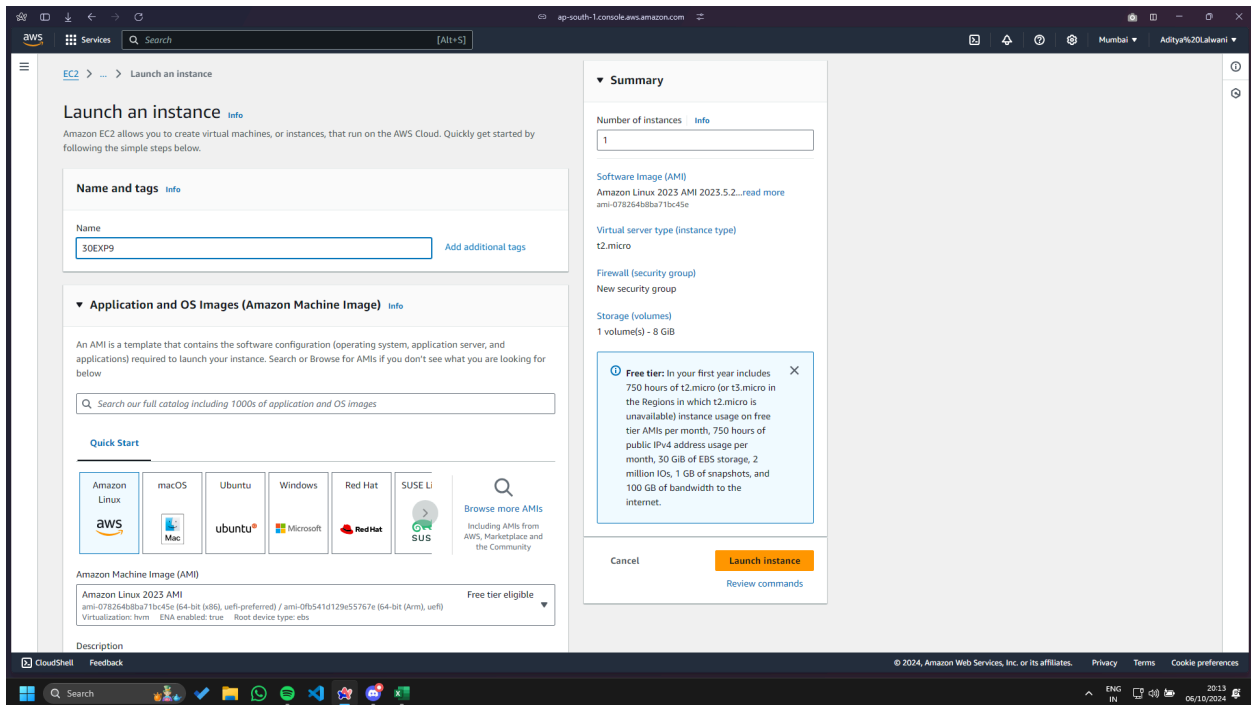 ap-south-1.console.aws.amazon.com
aws
Services
Search
[Alt+S]
Mumbai
Aditya%20Lalwani
EC2 > ... > Launch an instance
Launch an instance Info
Amazon EC2 allows you to create virtual machines, or instances, that run on the AWS Cloud. Quickly get started by
following the simple steps below.
Name and tags Info
Name
30EXP9
Add additional tags
Application and OS Images (Amazon Machine Image) Info
An AMI is a template that contains the software configuration (operating system, application server, and
applications) required to launch your instance. Search or Browse for AMIs if you don't see what you are looking for
below
Search our full catalog including 1000s of application and OS images
Quick Start
Amazon
Linux
aws
macOS
Mac
Ubuntu
ubuntu
Windows
Microsoft
Red Hat
Red Hat
SUSE Li
SUS
Browse more AMIs
Including AMIs from
AWS, Marketplace and
the Community
Amazon Machine Image (AMI)
Amazon Linux 2023 AMI
Free tier eligible
ami-078264b8ba71bc45e (64-bit (x86), uefi-preferred) / ami-0fb541d129e55767e (64-bit (Arm), uefi)
Virtualization: hvm ENA enabled: true Root device type: ebs
Description
Summary
Number of instances Info
1
Software Image (AMI)
Amazon Linux 2023 AMI 2023.5.2...read more
ami-078264b8ba71bc45e
Virtual server type (instance type)
t2.micro
Firewall (security group)
New security group
Storage (volumes)
1 volume(s) - 8 GiB
Free tier: In your first year includes
750 hours of t2.micro (or t3.micro in
the Regions in which t2.micro is
unavailable) instance usage on free
tier AMIs per month, 750 hours of
public IPv4 address usage per
month, 30 GiB of EBS storage, 2
million IOs, 1 GB of snapshots, and
100 GB of bandwidth to the
internet.
Cancel
Launch instance
Review commands
CloudShell
Feedback
© 2024, Amazon Web Services, Inc. or its affiliates.
Privacy
Terms
Cookie preferences
Search
ENG
IN
20:13
06/10/2024